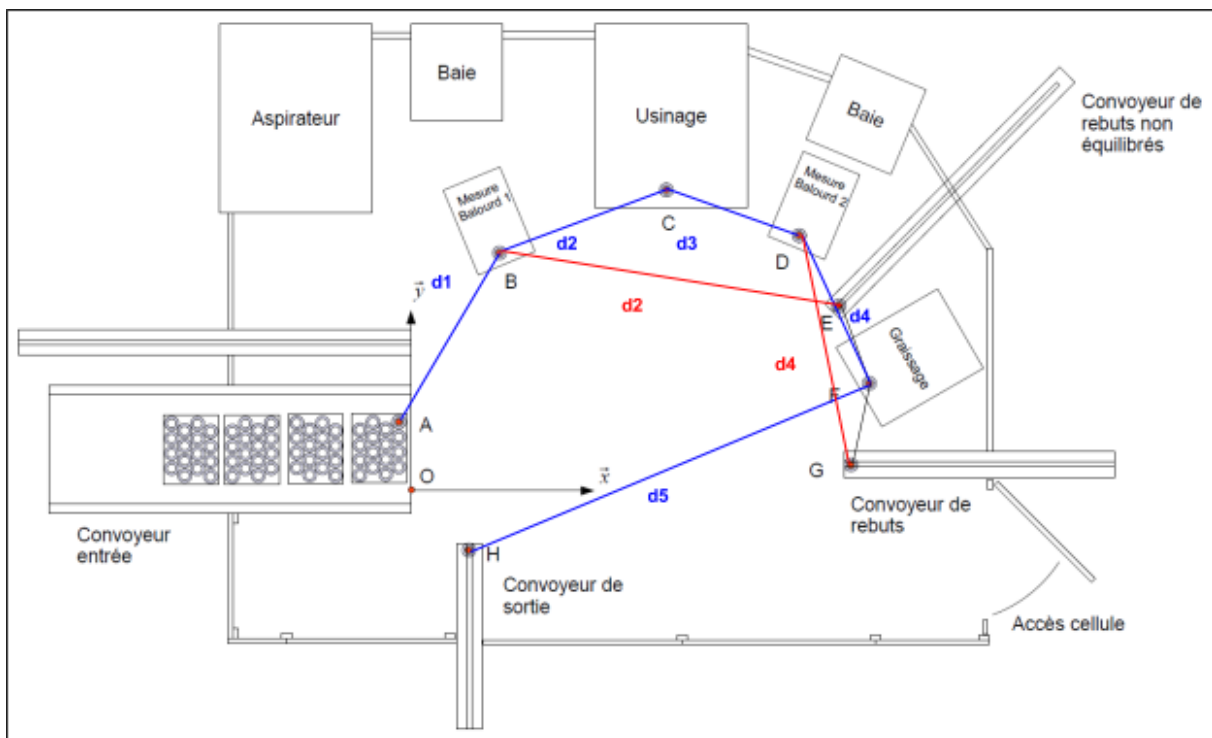 Aspirateur
Baie
Usinage
Baie
Convoyeur de
rebuts non
équilibrés
Mesure
Balourd 1
Mesure
Balourd 2
C
d2
d3
D
B
d1
y
d2
E
d4
Graissage
d4
F
A
O
x
G
d5
Convoyeur de
rebuts
Convoyeur
entrée
H
Convoyeur de
sortie
Accès cellule